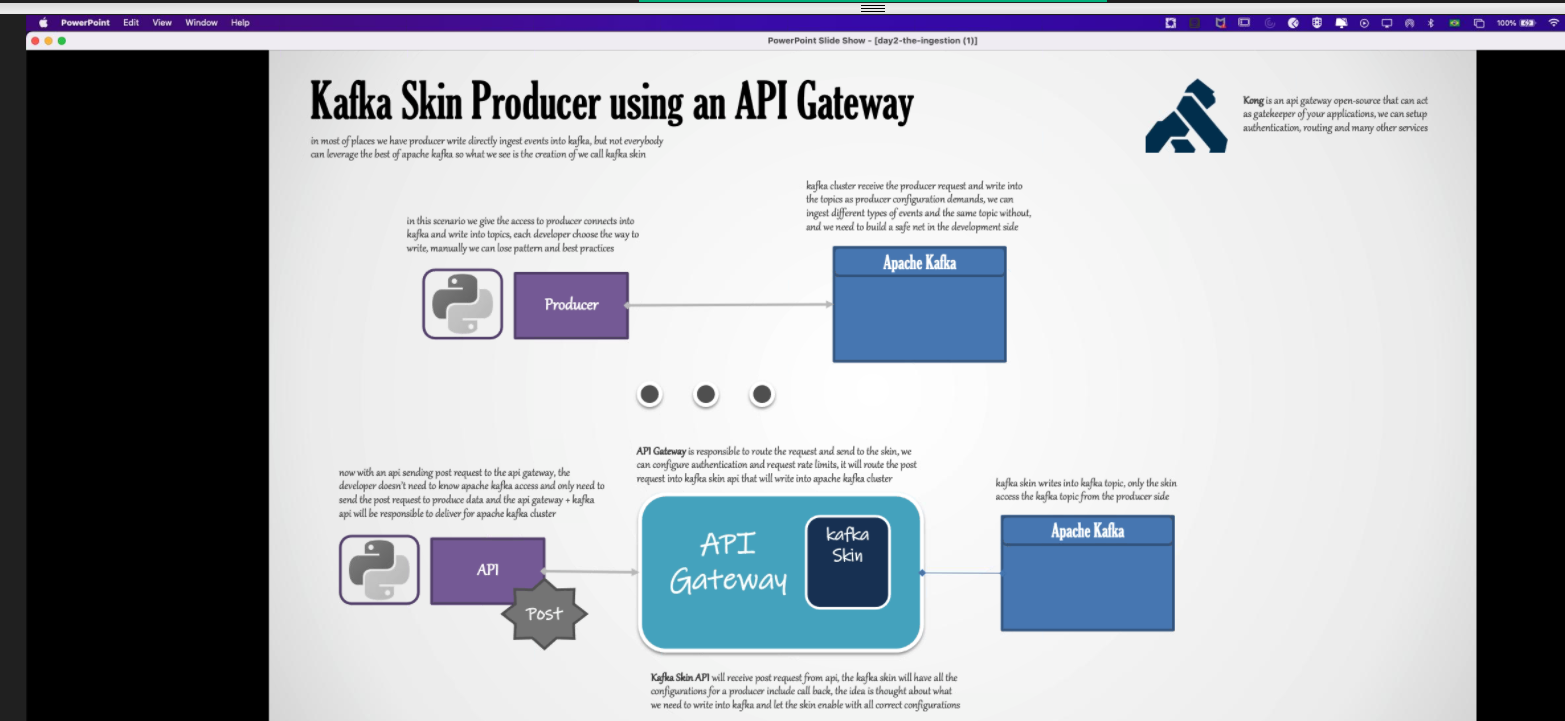 PowerPoint Edit View Window Help
100%
PowerPoint Slide Show - [day2-the-ingestion (1)]
Kafka Skin Producer using an API Gateway
in most of places we have producer write directly ingest events into kafka, but not everybody
can leverage the best of apache kafka so what we see is the creation of we call kafka skin
Kong is an api gateway open-source that can act
as gatekeeper of your applications, we can setup
authentication, routing and many other services
kafka cluster receive the producer request and write into
the topics as producer configuration demands, we can
ingest different types of events and the same topic without,
and we need to build a safe net in the development side
in this scenario we give the access to producer connects into
kafka and write into topics, each developer choose the way to
write, manually we can lose pattern and best practices
Producer
Apache Kafka
API Gateway is responsible to route the request and send to the skin, we
can configure authentication and request rate limits, it will route the post
request into kafka skin api that will write into apache kafka cluster
now with an api sending post request to the api gateway, the
developer doesn't need to know apache kafka access and only need to
send the post request to produce data and the api gateway + kafka
api will be responsible to deliver for apache kafka cluster
kafka skin writes into kafka topic, only the skin
access the kafka topic from the producer side
API
Post
API
Gateway
kafka
Skin
Apache Kafka
Kafka Skin API will receive post request from api, the kafka skin will have all the
configurations for a producer include call back, the idea is thought about what
we need to write into kafka and let the skin enable with all correct configurations